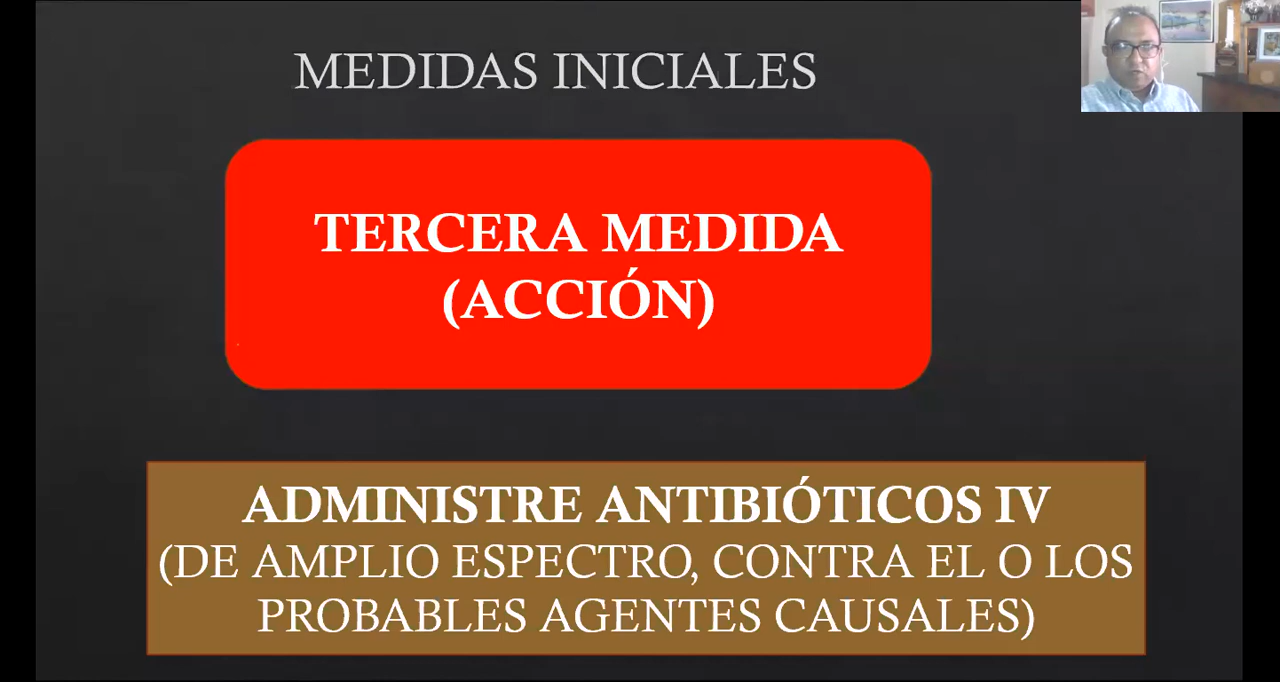 MEDIDAS INICIALES
TERCERA MEDIDA
(ACCIÓN)
ADMINISTRE ANTIBIÓTICOS IV
(DE AMPLIO ESPECTRO, CONTRA EL O LOS
PROBABLES AGENTES CAUSALES)